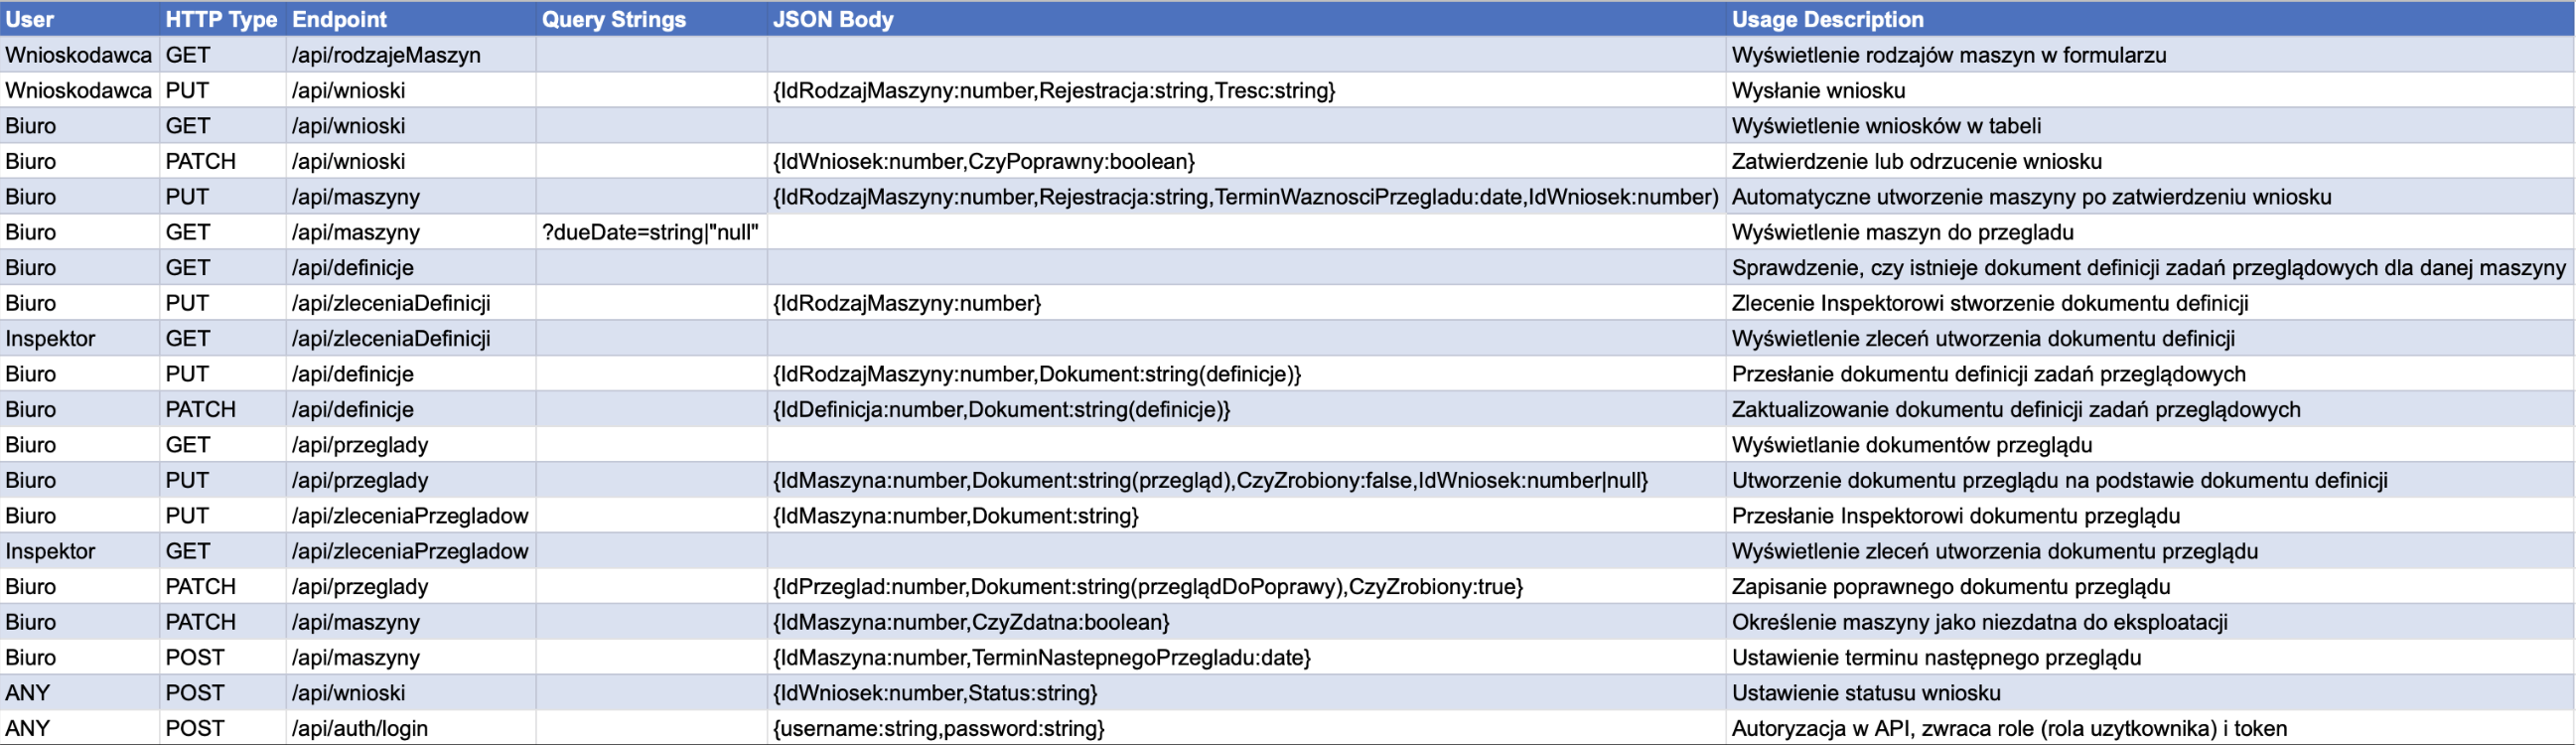 User HTTP Type Endpoint Query Strings JSON Body Usage Description
Wnioskodawca GET /api/rodzajeMaszyn Wyświetlenie rodzajów maszyn w formularzu
Wnioskodawca PUT /api/wnioski {IdRodzajMaszyny:number,Rejestracja:string,Tresc:string} Wysłanie wniosku
Biuro GET /api/wnioski Wyświetlenie wniosków w tabeli
Biuro PATCH /api/wnioski {IdWniosek:number,CzyPoprawny:boolean} Zatwierdzenie lub odrzucenie wniosku
Biuro PUT /api/maszyny {IdRodzajMaszyny:number,Rejestracja:string,TerminWaznosciPrzegladu:date,IdWniosek:number) Automatyczne utworzenie maszyny po zatwierdzeniu wniosku
Biuro GET /api/maszyny ?dueDate=string|"null" Wyświetlenie maszyn do przegladu
Biuro GET /api/definicje Sprawdzenie, czy istnieje dokument definicji zadań przeglądowych dla danej maszyny
Biuro PUT /api/zleceniaDefinicji {IdRodzajMaszyny:number} Zlecenie Inspektorowi stworzenie dokumentu definicji
Inspektor GET /api/zleceniaDefinicji Wyświetlenie zleceń utworzenia dokumentu definicji
Biuro PUT /api/definicje {IdRodzajMaszyny:number,Dokument:string(definicje)} Przesłanie dokumentu definicji zadań przeglądowych
Biuro PATCH /api/definicje {IdDefinicja:number,Dokument:string(definicje)} Zaktualizowanie dokumentu definicji zadań przeglądowych
Biuro GET /api/przeglady Wyświetlanie dokumentów przeglądu
Biuro PUT /api/przeglady {IdMaszyna:number,Dokument:string(przegląd),CzyZrobiony:false,IdWniosek:number|null} Utworzenie dokumentu przeglądu na podstawie dokumentu definicji
Biuro PUT /api/zleceniaPrzegladow {IdMaszyna:number,Dokument:string} Przesłanie Inspektorowi dokumentu przeglądu
Inspektor GET /api/zleceniaPrzegladow Wyświetlenie zleceń utworzenia dokumentu przeglądu
Biuro PATCH /api/przeglady {IdPrzeglad:number,Dokument:string(przeglądDoPoprawy),CzyZrobiony:true} Zapisanie poprawnego dokumentu przeglądu
Biuro PATCH /api/maszyny {IdMaszyna:number,CzyZdatna:boolean} Określenie maszyny jako niezdatna do eksploatacji
Biuro POST /api/maszyny {IdMaszyna:number,TerminNastepnegoPrzegladu:date} Ustawienie terminu następnego przeglądu
ANY POST /api/wnioski {IdWniosek:number,Status:string} Ustawienie statusu wniosku
ANY POST /api/auth/login {username:string,password:string} Autoryzacja w API, zwraca role (rola uzytkownika) i token